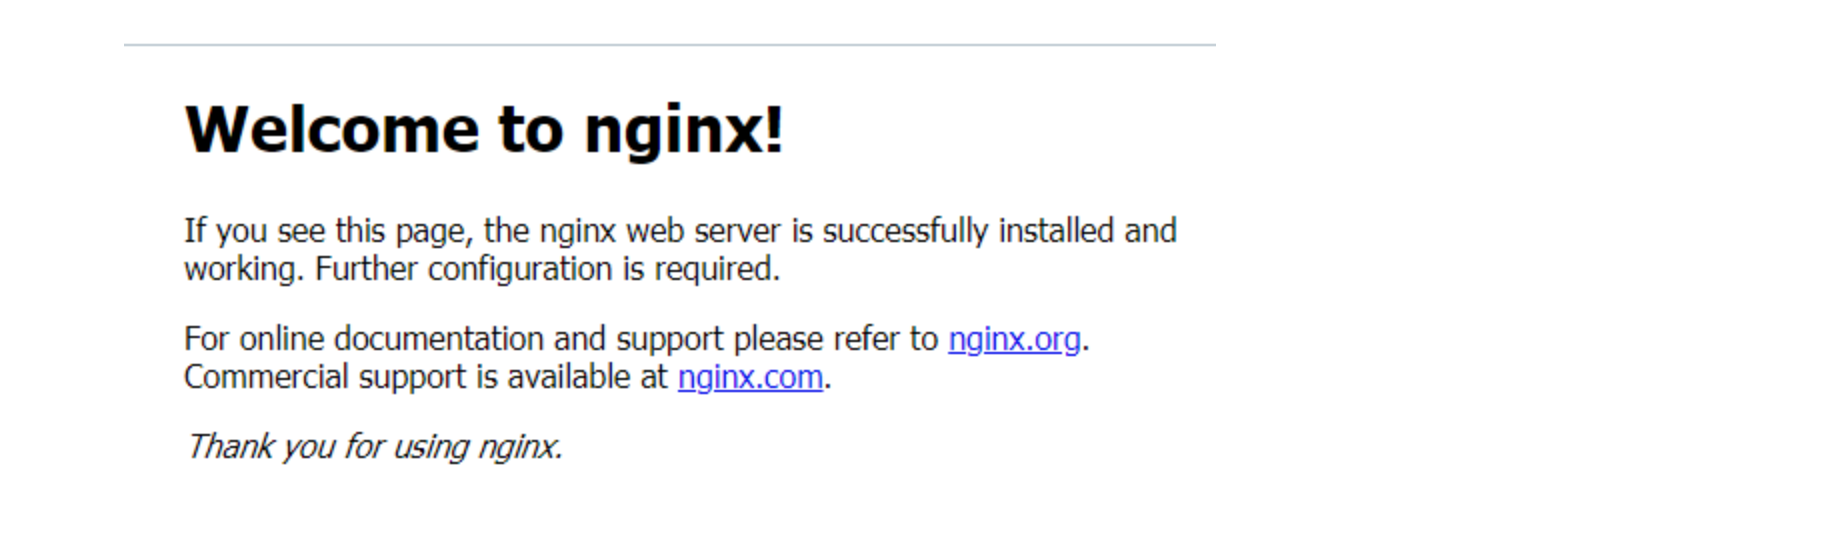 Welcome to nginx!
If you see this page, the nginx web server is successfully installed and
working. Further configuration is required.
For online documentation and support please refer to nginx.org.
Commercial support is available at nginx.com.
Thank you for using nginx.